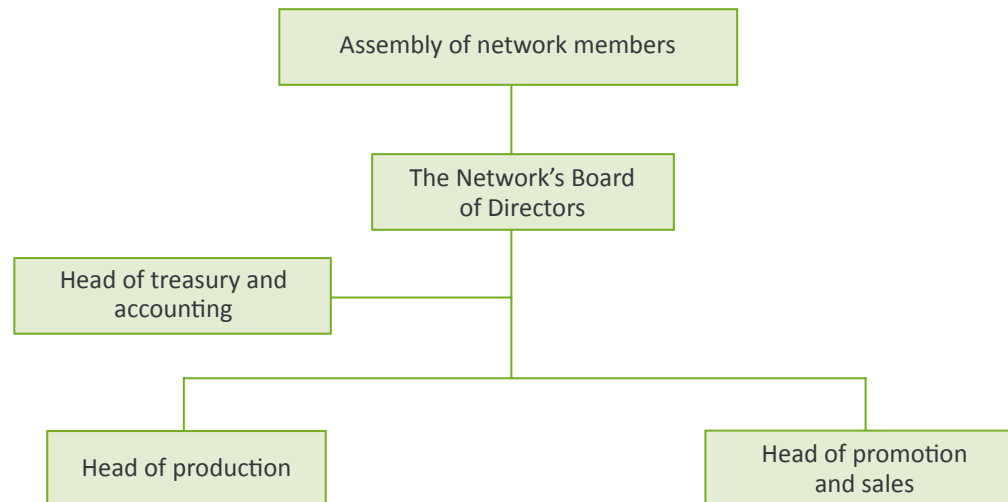 Assembly of network members
The Network’s Board
of Directors
Head of treasury and
accounting
Head of production
Head of promotion
and sales